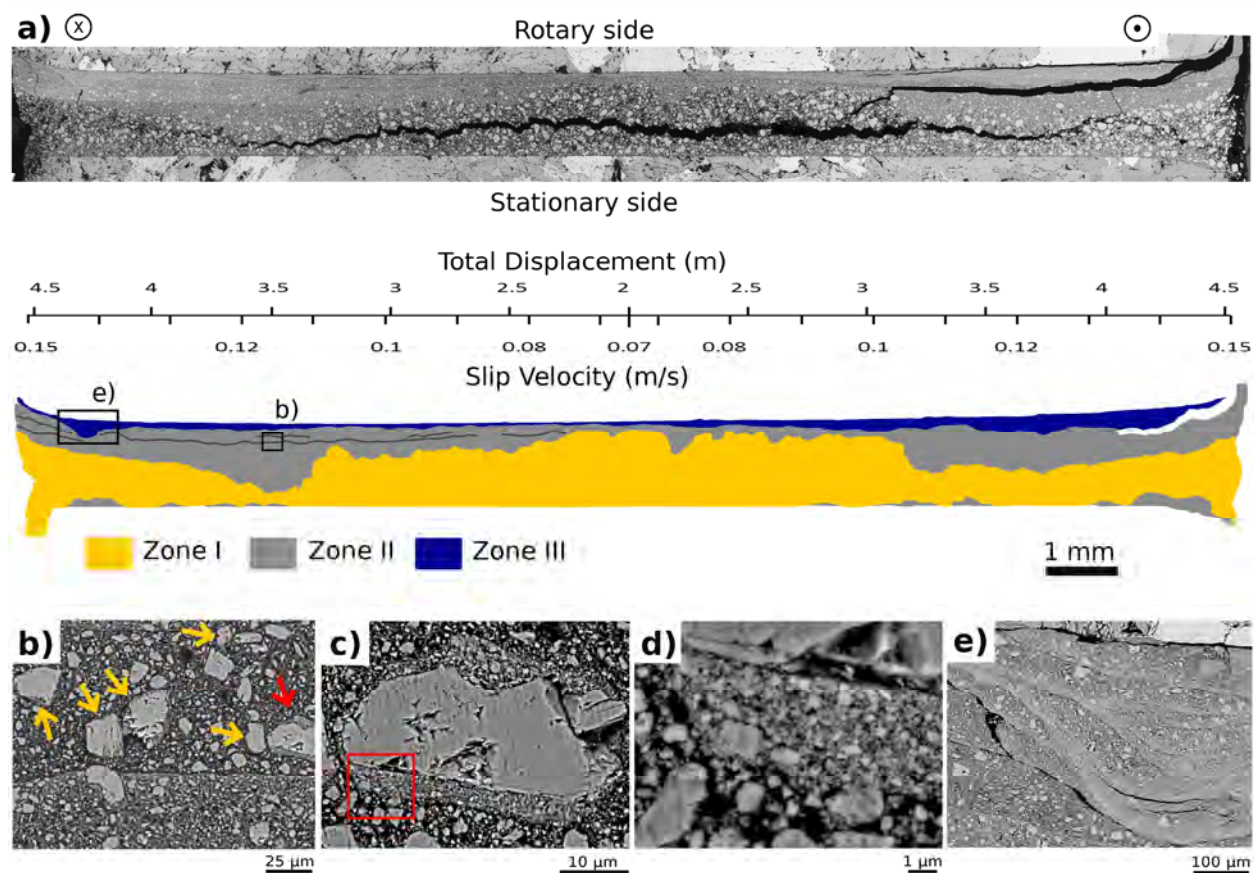 a) X Rotary side
Stationary side
Total Displacement (m)
4.5 4 3.5 3 2.5 2 2.5 3 3.5 4 4.5
0.15 0.12 0.1 0.08 0.07 0.08 0.1 0.12 0.15
Slip Velocity (m/s)
e) b)
Zone I Zone II Zone III 1 mm
b) c) d) e)
25 µm 10 µm 1 µm 100 µm